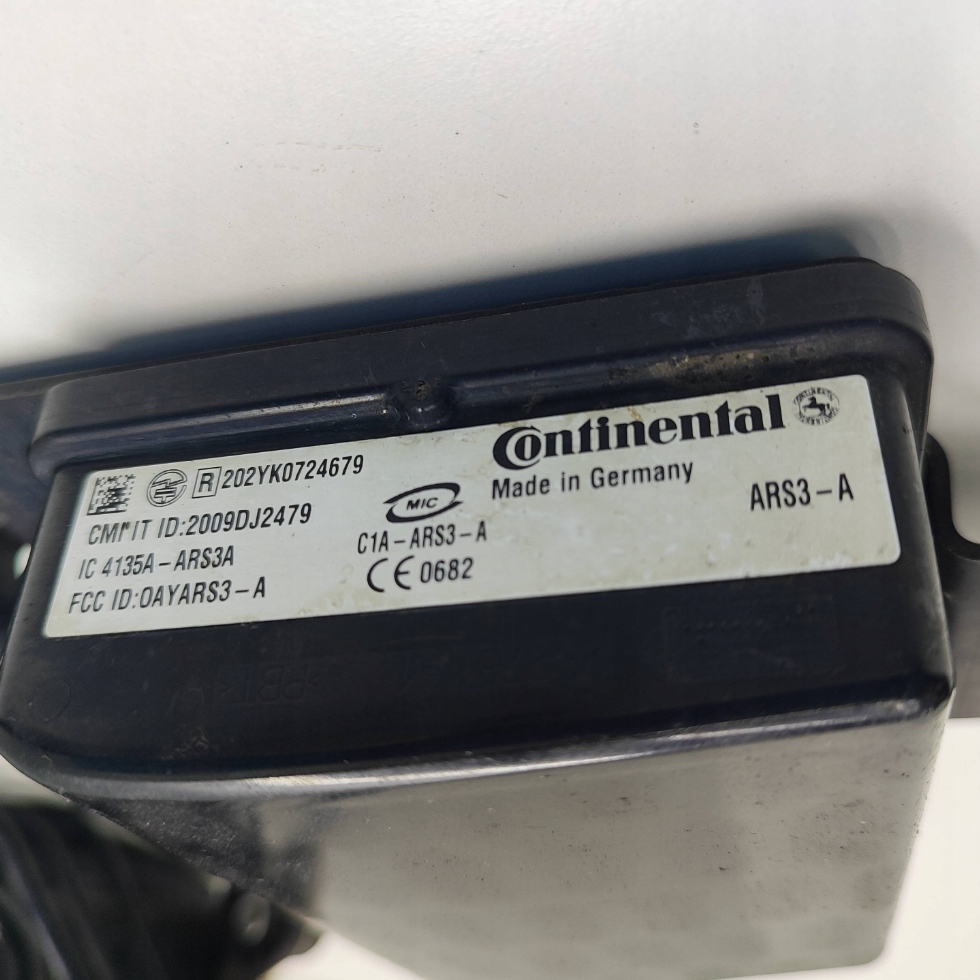 R 202YK0724679
CMIIT ID:2009DJ2479
IC 4135A-ARS3A
FCC ID:OAYARS3-A
MIC
C1A-ARS3-A
CE 0682
Continental
Made in Germany
ARS3-A